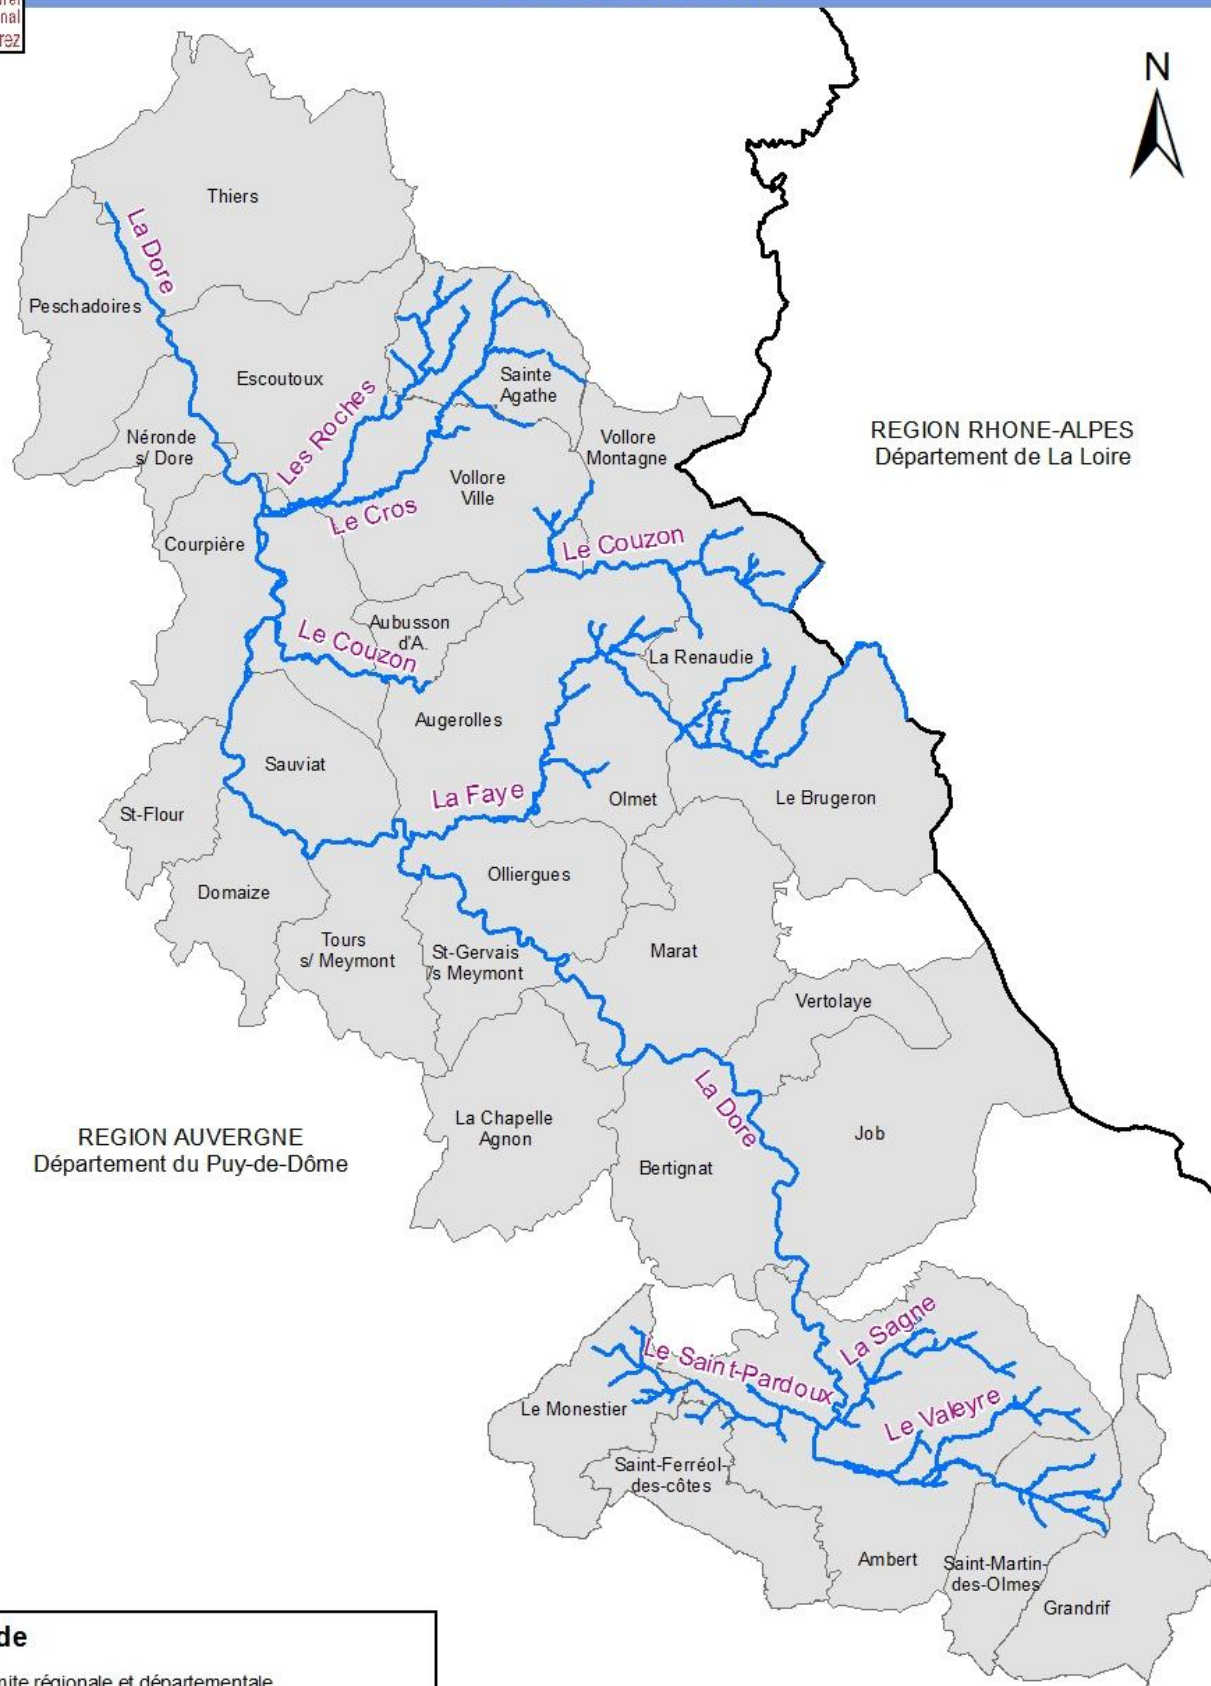 N
Thiers
La Dore
Peschadoires
Escoutoux
Sainte
Agathe
Les Roches
Néronde
s/ Dore
Vollore
Montagne
REGION RHONE-ALPES
Département de La Loire
Vollore
Ville
Le Cros
Courpière
Le Couzon
Aubusson
d'A.
Le Couzon
La Renaudie
Augerolles
Sauviat
La Faye
Olmet
Le Brugeron
St-Flour
Olliergues
Domaize
Tours
s/ Meymont
St-Gervais
/s Meymont
Marat
Vertolaye
La Dore
La Chapelle
Agnon
Job
REGION AUVERGNE
Département du Puy-de-Dôme
Bertignat
La Sagne
Le Saint-Pardoux
Le Monestier
Le Valeyre
Saint-Ferréol-
des-côtes
Ambert
Saint-Martin-
des-Olmes
Grandrif